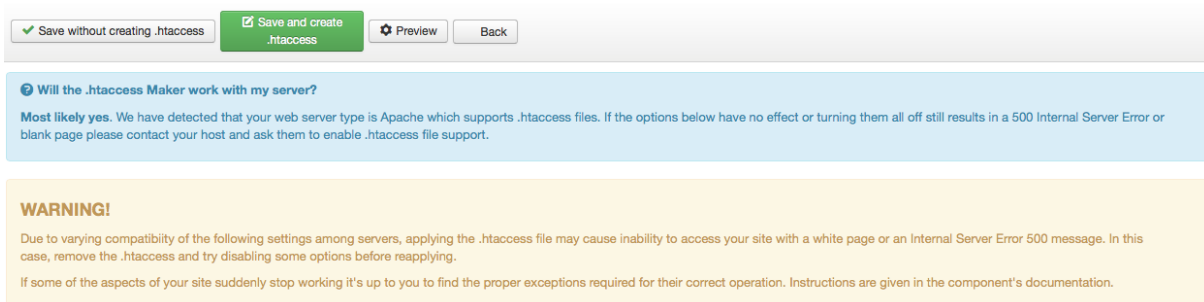 Save without creating .htaccess
Save and create
.htaccess
Preview
Back
Will the .htaccess Maker work with my server?
Most likely yes. We have detected that your web server type is Apache which supports .htaccess files. If the options below have no effect or turning them all off still results in a 500 Internal Server Error or
blank page please contact your host and ask them to enable .htaccess file support.
WARNING!
Due to varying compatibiity of the following settings among servers, applying the .htaccess file may cause inability to access your site with a white page or an Internal Server Error 500 message. In this
case, remove the .htaccess and try disabling some options before reapplying.
If some of the aspects of your site suddenly stop working it's up to you to find the proper exceptions required for their correct operation. Instructions are given in the component's documentation.